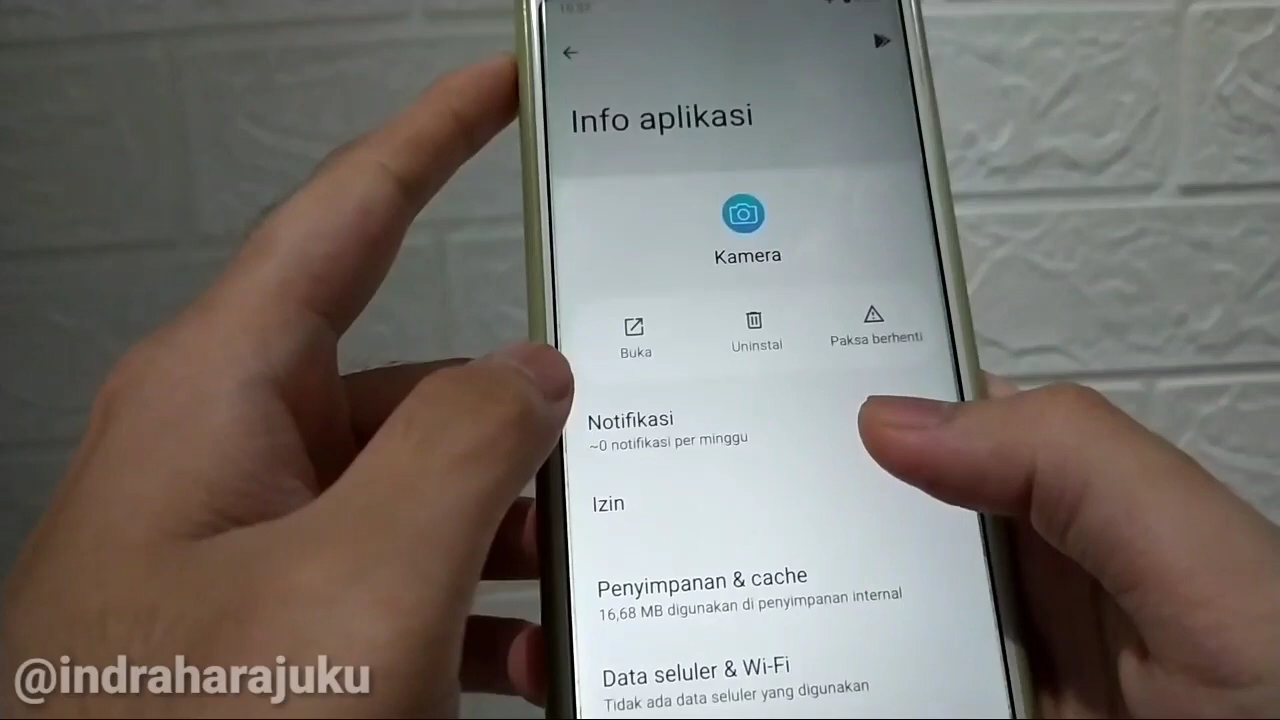 Info aplikasi
Kamera
Buka
Uninstal
Paksa berhenti
Notifikasi
~0 notifikasi per minggu
Izin
Penyimpanan & cache
16,68 MB digunakan di penyimpanan internal
Data seluler & Wi-Fi
Tidak ada data seluler yang digunakan
@indraharajuku